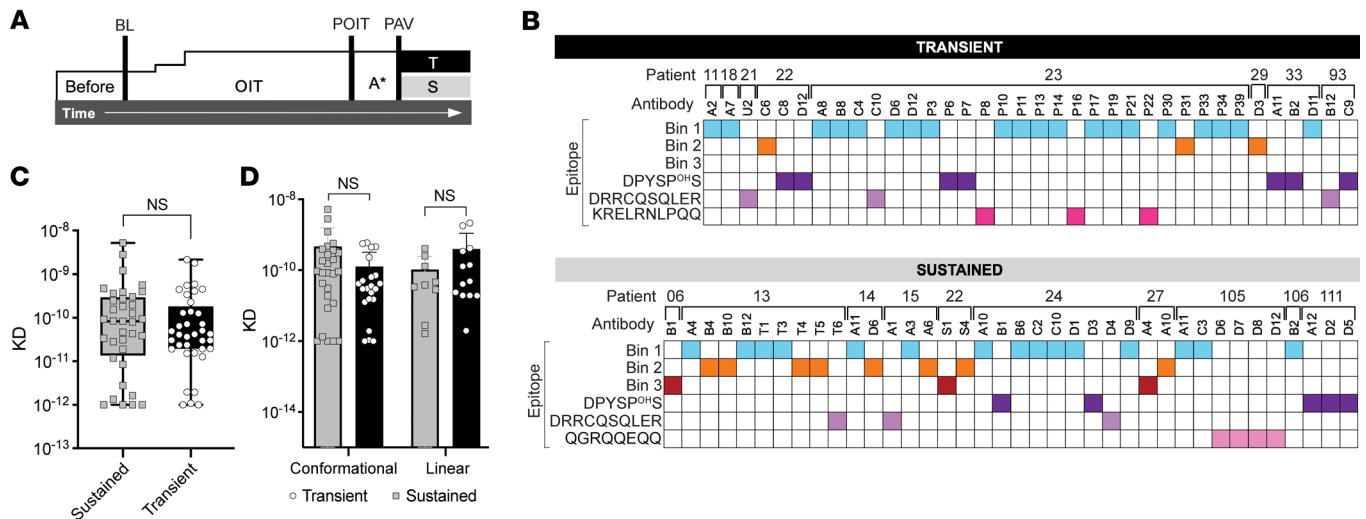 A
BL
POIT
PAV
Before
OIT
A*
T
S
Time
B
TRANSIENT
Patient 11 18 21 22 23 29 33 93
Antibody A2 A7 U2 C6 C8 D12 A8 B8 C4 C10 D6 D12 P3 P6 P7 P8 P10 P11 P13 P14 P16 P17 P19 P21 P22 P30 P31 P33 P34 P39 D3 A11 B2 D11 B12 C9
Epitope
Bin 1
Bin 2
Bin 3
DPYSPOHS
DRRCQSQLER
KRELRNLPQQ
SUSTAINED
Patient 06 13 14 15 22 24 27 105 106 111
Antibody B1 A4 B4 B10 B12 T1 T3 T4 T5 T6 A11 D6 A1 A3 A6 S1 S4 A10 B1 B6 C2 C10 D1 D3 D4 D9 A4 A10 A11 C3 D6 D7 D8 D12 B2 A12 D2 D5
Epitope
Bin 1
Bin 2
Bin 3
DPYSPOHS
DRRCQSQLER
QGRQQEQQ
C
NS
KD
10-8
10-9
10-10
10-11
10-12
10-13
Sustained
Transient
D
NS
NS
KD
10-8
10-10
10-12
10-14
Conformational
Linear
Transient
Sustained